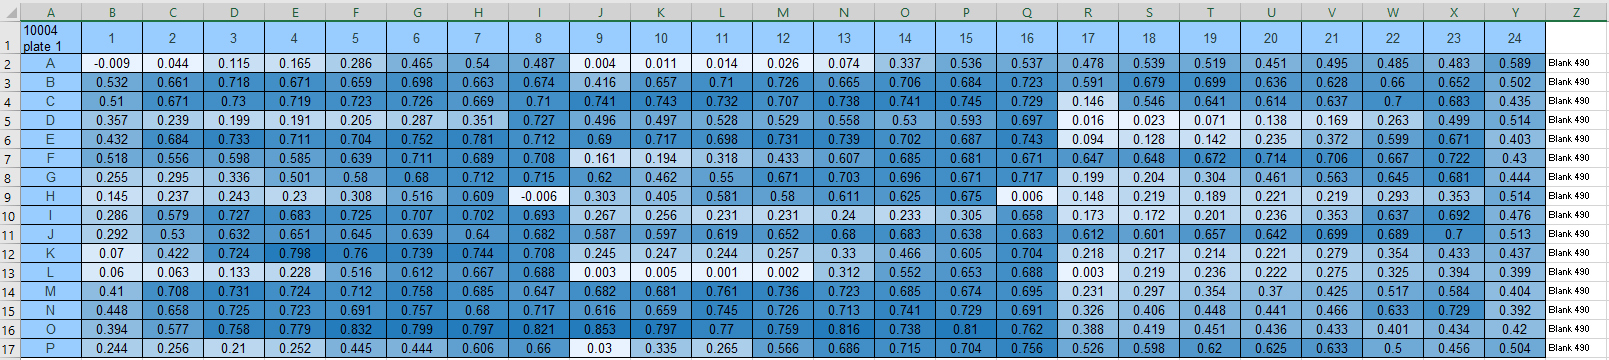 A B C D E F G H I J K L M N O P Q R S T U V W X Y Z
10004
1 plate 1 1 2 3 4 5 6 7 8 9 10 11 12 13 14 15 16 17 18 19 20 21 22 23 24
2 A -0.009 0.044 0.115 0.165 0.286 0.465 0.54 0.487 0.004 0.011 0.014 0.026 0.074 0.337 0.536 0.537 0.478 0.539 0.519 0.451 0.495 0.485 0.483 0.589 Blank 490
3 B 0.532 0.661 0.718 0.671 0.659 0.698 0.663 0.674 0.416 0.657 0.71 0.726 0.665 0.706 0.684 0.723 0.591 0.679 0.699 0.636 0.628 0.66 0.652 0.502 Blank 490
4 C 0.51 0.671 0.73 0.719 0.723 0.726 0.669 0.71 0.741 0.743 0.732 0.707 0.738 0.741 0.745 0.729 0.146 0.546 0.641 0.614 0.637 0.7 0.683 0.435 Blank 490
5 D 0.357 0.239 0.199 0.191 0.205 0.287 0.351 0.727 0.496 0.497 0.528 0.529 0.558 0.53 0.593 0.697 0.016 0.023 0.071 0.138 0.169 0.263 0.499 0.514 Blank 490
6 E 0.432 0.684 0.733 0.711 0.704 0.752 0.781 0.712 0.69 0.717 0.698 0.731 0.739 0.702 0.687 0.743 0.094 0.128 0.142 0.235 0.372 0.599 0.671 0.403 Blank 490
7 F 0.518 0.556 0.598 0.585 0.639 0.711 0.689 0.708 0.161 0.194 0.318 0.433 0.607 0.685 0.681 0.671 0.647 0.648 0.672 0.714 0.706 0.667 0.722 0.43 Blank 490
8 G 0.255 0.295 0.336 0.501 0.58 0.68 0.712 0.715 0.62 0.462 0.55 0.671 0.703 0.696 0.671 0.717 0.199 0.204 0.304 0.461 0.563 0.645 0.681 0.444 Blank 490
9 H 0.145 0.237 0.243 0.23 0.308 0.516 0.609 -0.006 0.303 0.405 0.581 0.58 0.611 0.625 0.675 0.006 0.148 0.219 0.189 0.221 0.219 0.293 0.353 0.514 Blank 490
10 I 0.286 0.579 0.727 0.683 0.725 0.707 0.702 0.693 0.267 0.256 0.231 0.231 0.24 0.233 0.305 0.658 0.173 0.172 0.201 0.236 0.353 0.637 0.692 0.476 Blank 490
11 J 0.292 0.53 0.632 0.651 0.645 0.639 0.64 0.682 0.587 0.597 0.619 0.652 0.68 0.683 0.638 0.683 0.612 0.601 0.657 0.642 0.699 0.689 0.7 0.513 Blank 490
12 K 0.07 0.422 0.724 0.798 0.76 0.739 0.744 0.708 0.245 0.247 0.244 0.257 0.33 0.466 0.605 0.704 0.218 0.217 0.214 0.221 0.279 0.354 0.433 0.437 Blank 490
13 L 0.06 0.063 0.133 0.228 0.516 0.612 0.667 0.688 0.003 0.005 0.001 0.002 0.312 0.552 0.653 0.688 0.003 0.219 0.236 0.222 0.275 0.325 0.394 0.399 Blank 490
14 M 0.41 0.708 0.731 0.724 0.712 0.758 0.685 0.647 0.682 0.681 0.761 0.736 0.723 0.685 0.674 0.695 0.231 0.297 0.354 0.37 0.425 0.517 0.584 0.404 Blank 490
15 N 0.448 0.658 0.725 0.723 0.691 0.757 0.68 0.717 0.616 0.659 0.745 0.726 0.713 0.741 0.729 0.691 0.326 0.406 0.448 0.441 0.466 0.633 0.729 0.392 Blank 490
16 O 0.394 0.577 0.758 0.779 0.832 0.799 0.797 0.821 0.853 0.797 0.77 0.759 0.816 0.738 0.81 0.762 0.388 0.419 0.451 0.436 0.433 0.401 0.434 0.42 Blank 490
17 P 0.244 0.256 0.21 0.252 0.445 0.444 0.606 0.66 0.03 0.335 0.265 0.566 0.686 0.715 0.704 0.756 0.526 0.598 0.62 0.625 0.633 0.5 0.456 0.484 Blank 490